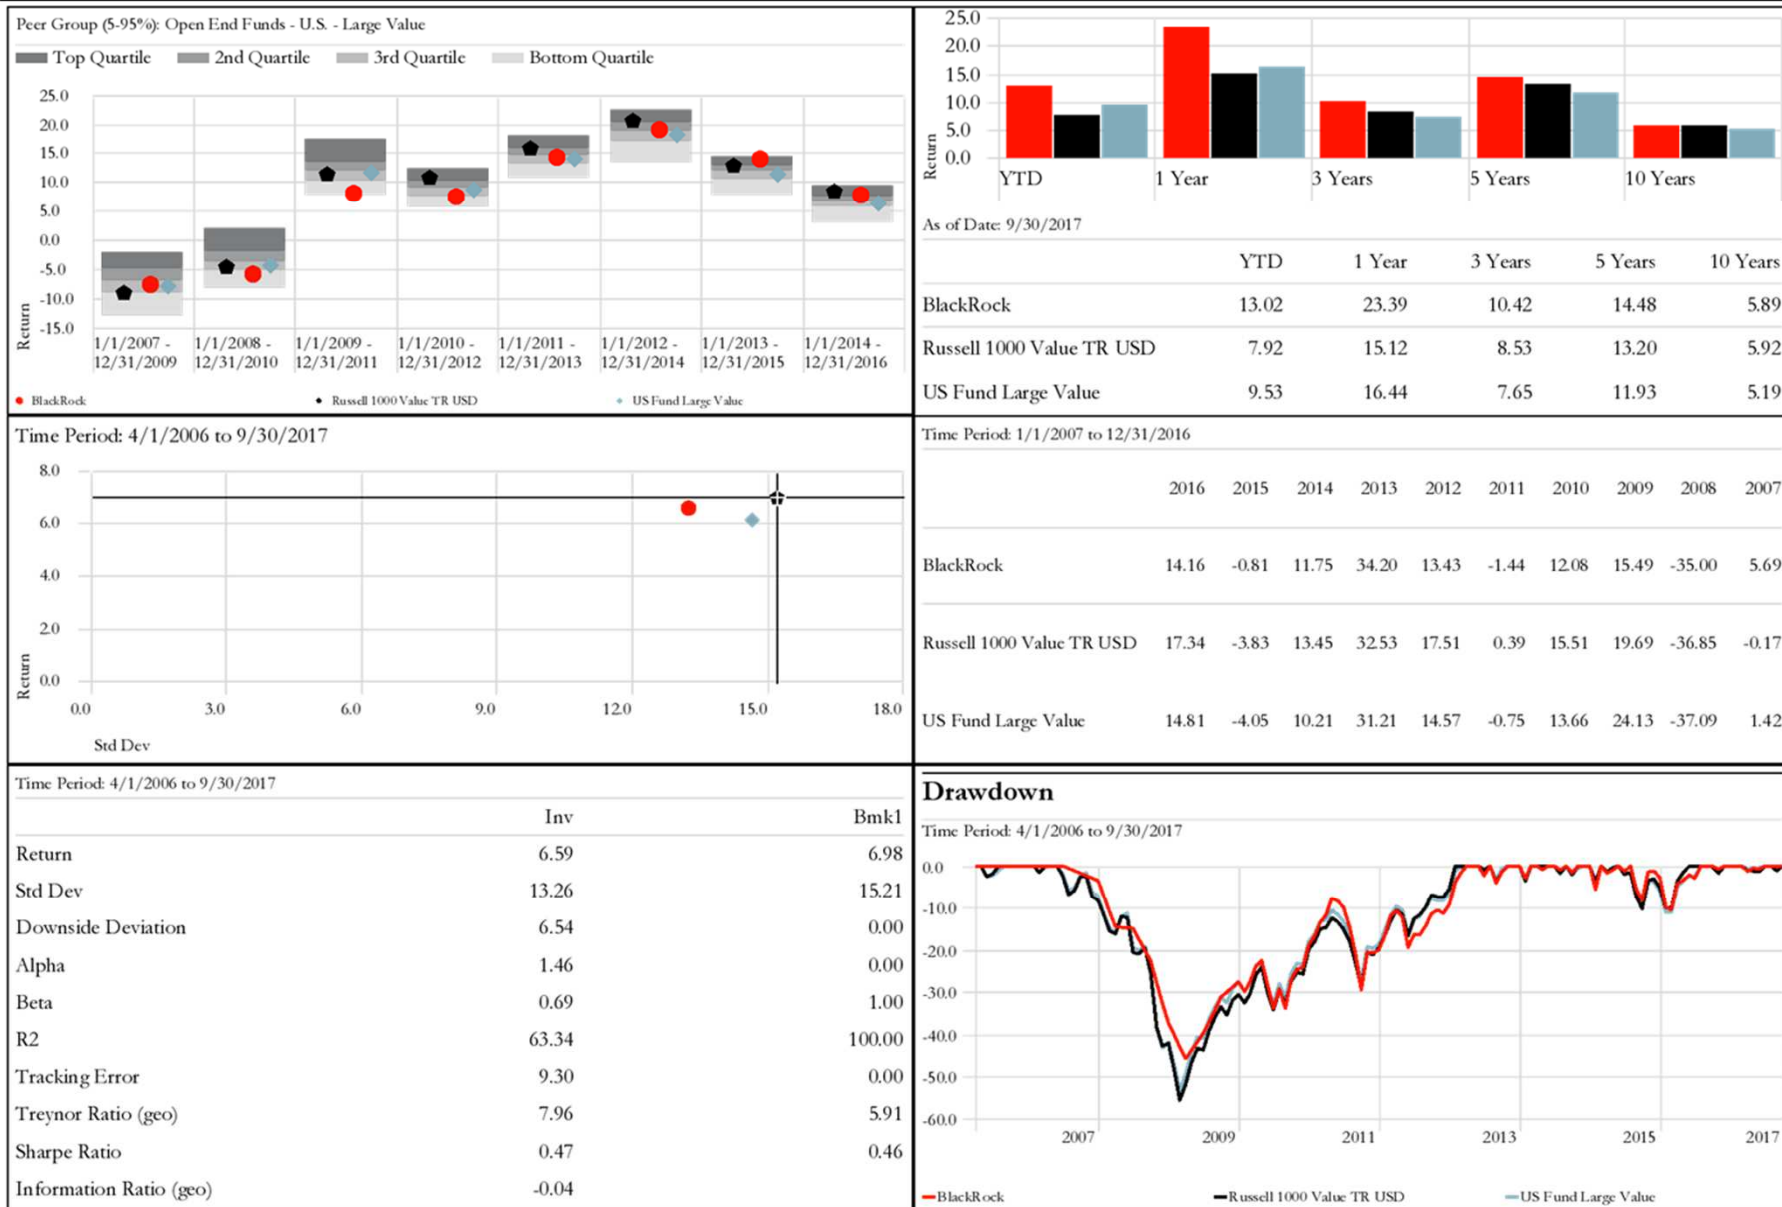 Peer Group (5-95%): Open End Funds - U.S. - Large Value
Top Quartile 2nd Quartile 3rd Quartile Bottom Quartile
25.0
20.0
15.0
10.0
5.0
0.0
-5.0
-10.0
-15.0
Return
1/1/2007 - 1/1/2008 - 1/1/2009 - 1/1/2010 - 1/1/2011 - 1/1/2012 - 1/1/2013 - 1/1/2014 -
12/31/2009 12/31/2010 12/31/2011 12/31/2012 12/31/2013 12/31/2014 12/31/2015 12/31/2016
BlackRock Russell 1000 Value TR USD US Fund Large Value
25.0
20.0
15.0
10.0
5.0
0.0
Return
YTD 1 Year 3 Years 5 Years 10 Years
As of Date: 9/30/2017
YTD 1 Year 3 Years 5 Years 10 Years
BlackRock 13.02 23.39 10.42 14.48 5.89
Russell 1000 Value TR USD 7.92 15.12 8.53 13.20 5.92
US Fund Large Value 9.53 16.44 7.65 11.93 5.19
Time Period: 4/1/2006 to 9/30/2017
8.0
6.0
4.0
2.0
0.0
Return
0.0 3.0 6.0 9.0 12.0 15.0 18.0
Std Dev
Time Period: 1/1/2007 to 12/31/2016
2016 2015 2014 2013 2012 2011 2010 2009 2008 2007
BlackRock 14.16 -0.81 11.75 34.20 13.43 -1.44 12.08 15.49 -35.00 5.69
Russell 1000 Value TR USD 17.34 -3.83 13.45 32.53 17.51 0.39 15.51 19.69 -36.85 -0.17
US Fund Large Value 14.81 -4.05 10.21 31.21 14.57 -0.75 13.66 24.13 -37.09 1.42
Time Period: 4/1/2006 to 9/30/2017
Inv Bmk1
Return 6.59 6.98
Std Dev 13.26 15.21
Downside Deviation 6.54 0.00
Alpha 1.46 0.00
Beta 0.69 1.00
R2 63.34 100.00
Tracking Error 9.30 0.00
Treynor Ratio (geo) 7.96 5.91
Sharpe Ratio 0.47 0.46
Information Ratio (geo) -0.04
Drawdown
Time Period: 4/1/2006 to 9/30/2017
0.0
-10.0
-20.0
-30.0
-40.0
-50.0
-60.0
2007 2009 2011 2013 2015 2017
BlackRock Russell 1000 Value TR USD US Fund Large Value